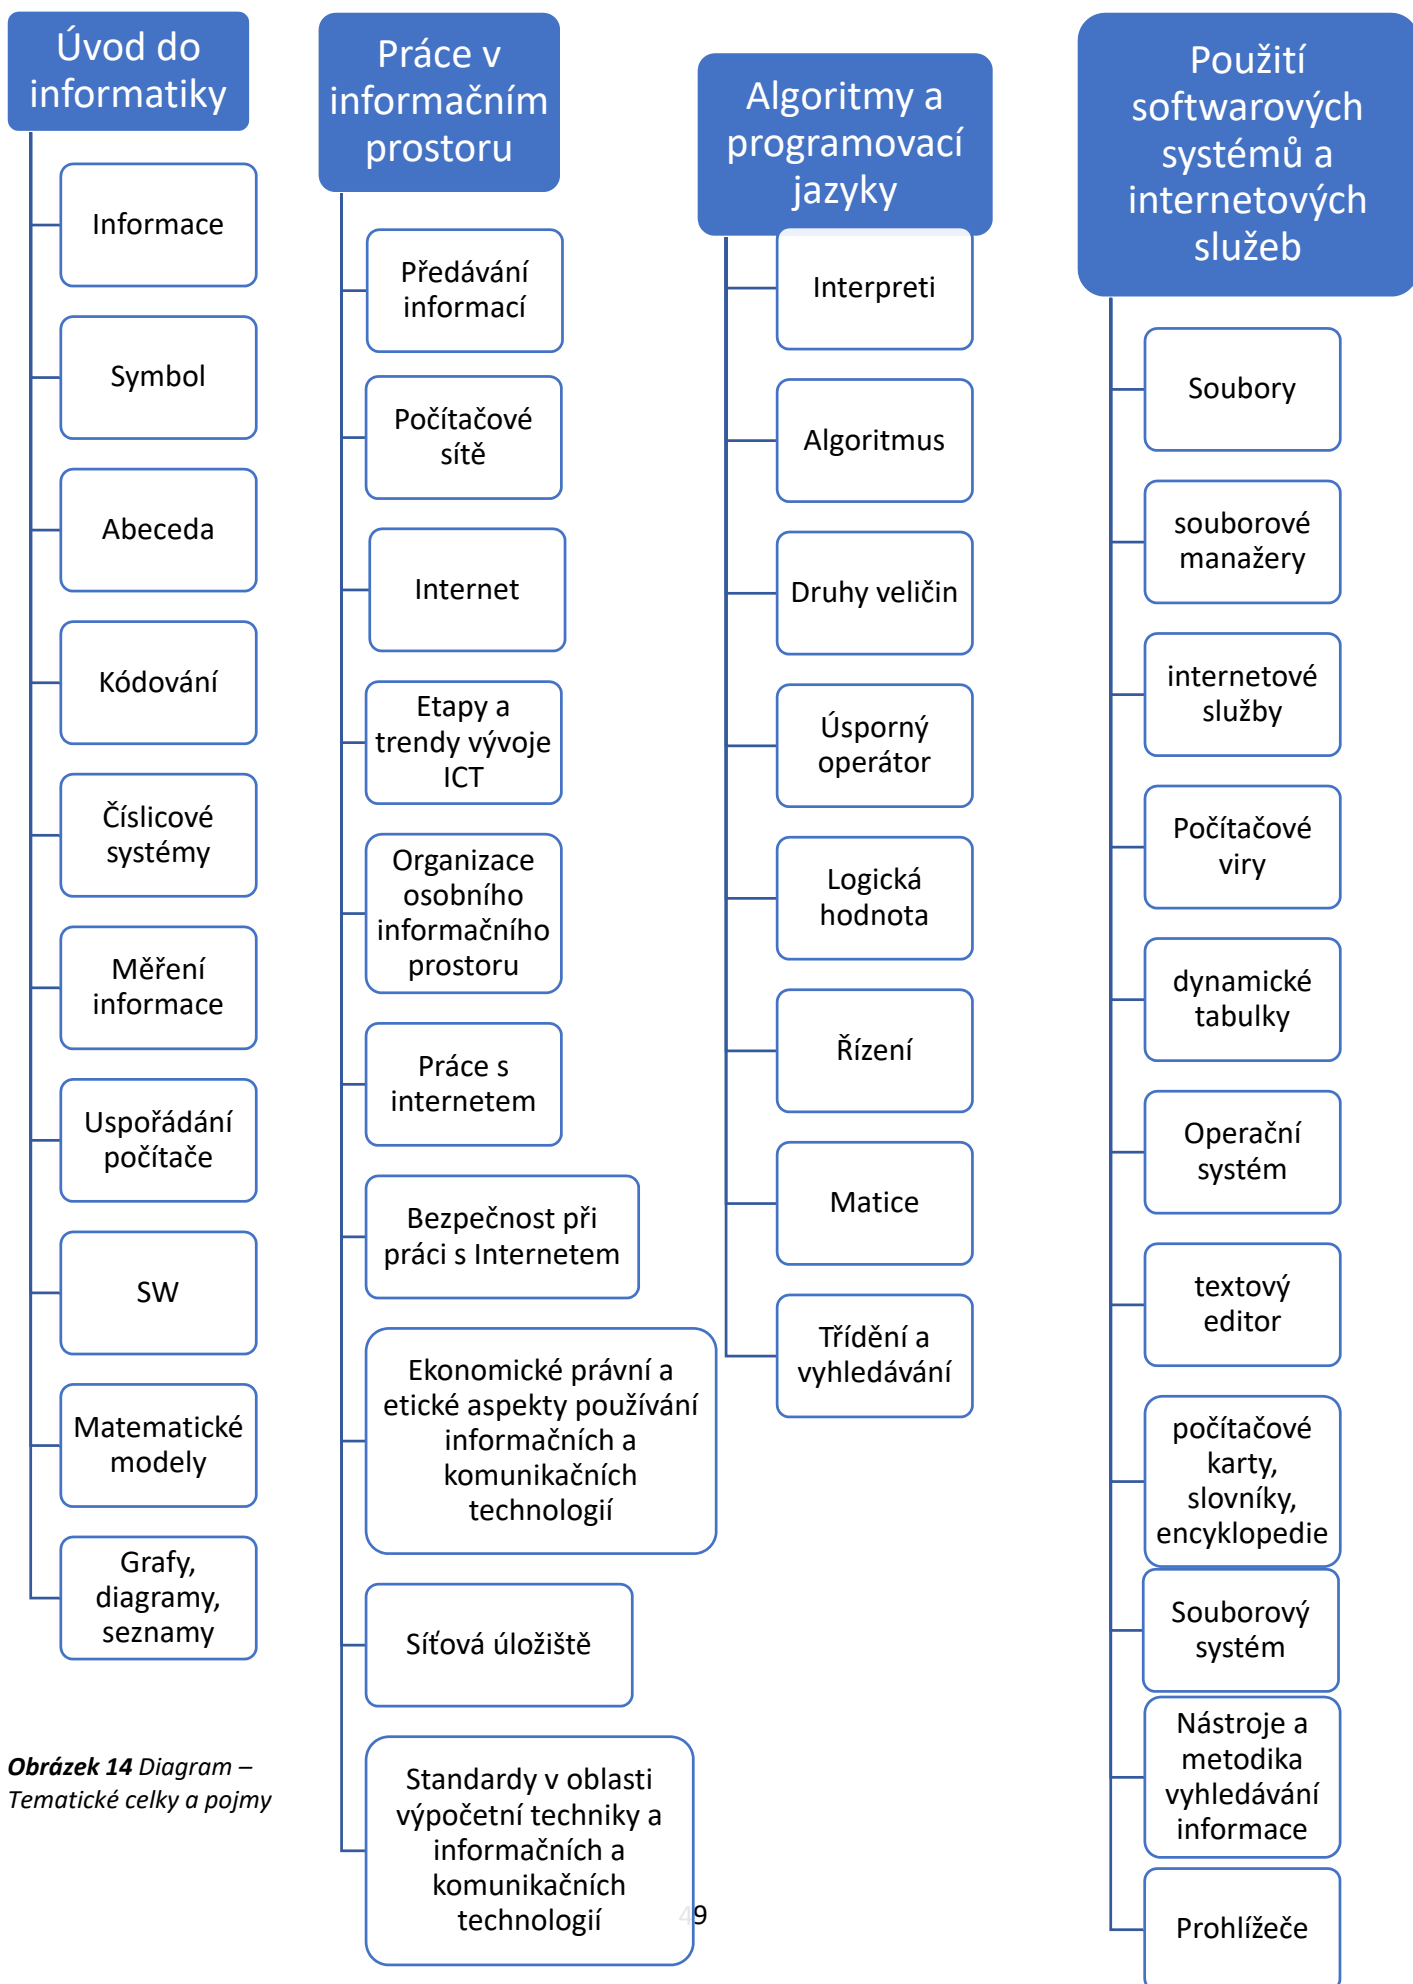 Úvod do
informatiky
Informace
Symbol
Abeceda
Kódování
Číslicové
systémy
Měření
informace
Uspořádání
počítače
SW
Matematické
modely
Grafy,
diagramy,
seznamy
Práce v
informačním
prostoru
Předávání
informací
Počítačové
sítě
Internet
Etapy a
trendy vývoje
ICT
Organizace
osobního
informačního
prostoru
Práce s
internetem
Bezpečnost při
práci s Internetem
Ekonomické právní a
etické aspekty používání
informačních a
komunikačních
technologií
Síťová úložiště
Standardy v oblasti
výpočetní techniky a
informačních a
komunikačních
technologií
Algoritmy a
programovací
jazyky
Interpreti
Algoritmus
Druhy veličin
Úsporný
operátor
Logická
hodnota
Řízení
Matice
Třídění a
vyhledávání
Použití
softwarových
systémů a
internetových
služeb
Soubory
souborové
manažery
internetové
služby
Počítačové
viry
dynamické
tabulky
Operační
systém
textový
editor
počítačové
karty,
slovníky,
encyklopedie
Souborový
systém
Nástroje a
metodika
vyhledávání
informace
Prohlížeče
Obrázek 14 Diagram –
Tematické celky a pojmy
49